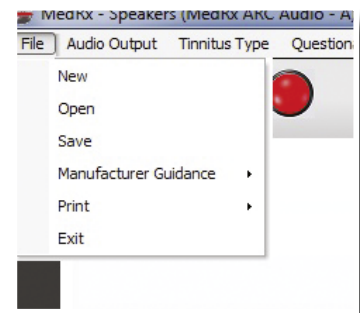 MedRx - Speakers (MedRx ARC Audio - A
File Audio Output Tinnitus Type Question
New
Open
Save
Manufacturer Guidance
Print
Exit